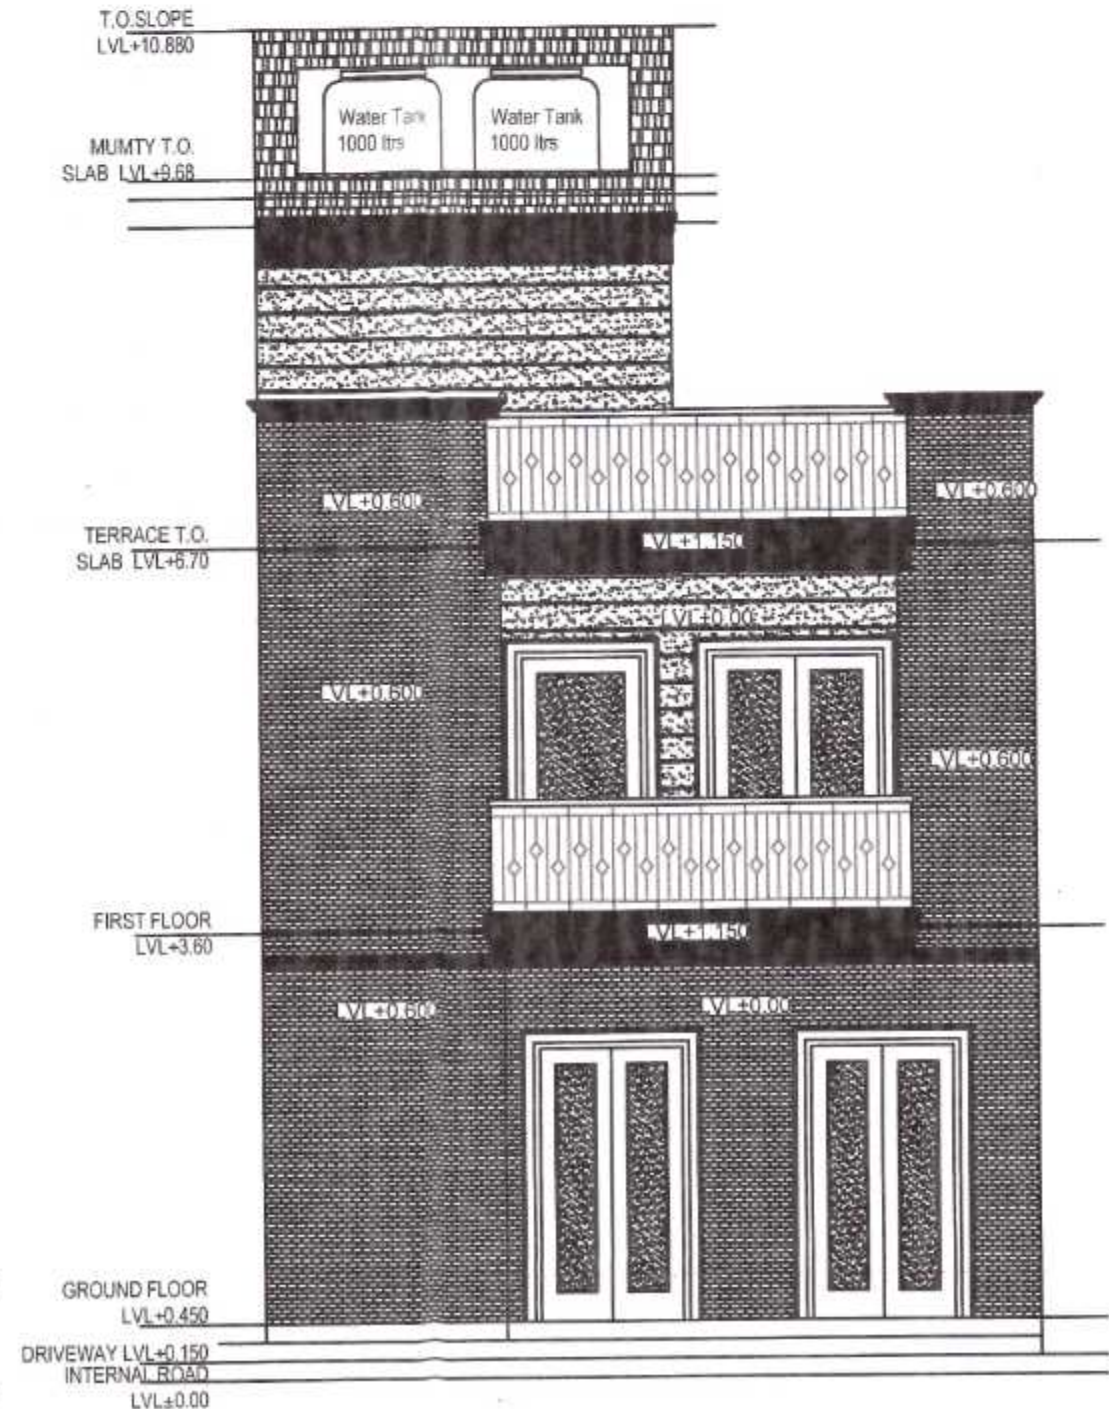 T.O.SLOPE
LVL+10.880
Water Tank
1000 ltrs
Water Tank
1000 ltrs
MUMTY T.O.
SLAB LVL+9.68
LVL+0.600
LVL+0.600
TERRACE T.O.
SLAB LVL+6.70
LVL+1.150
LVL+0.00
LVL+0.600
LVL+0.600
FIRST FLOOR
LVL+3.60
LVL+1.150
LVL+0.600
LVL+0.00
GROUND FLOOR
LVL+0.450
DRIVEWAY LVL+0.150
INTERNAL ROAD
LVL±0.00